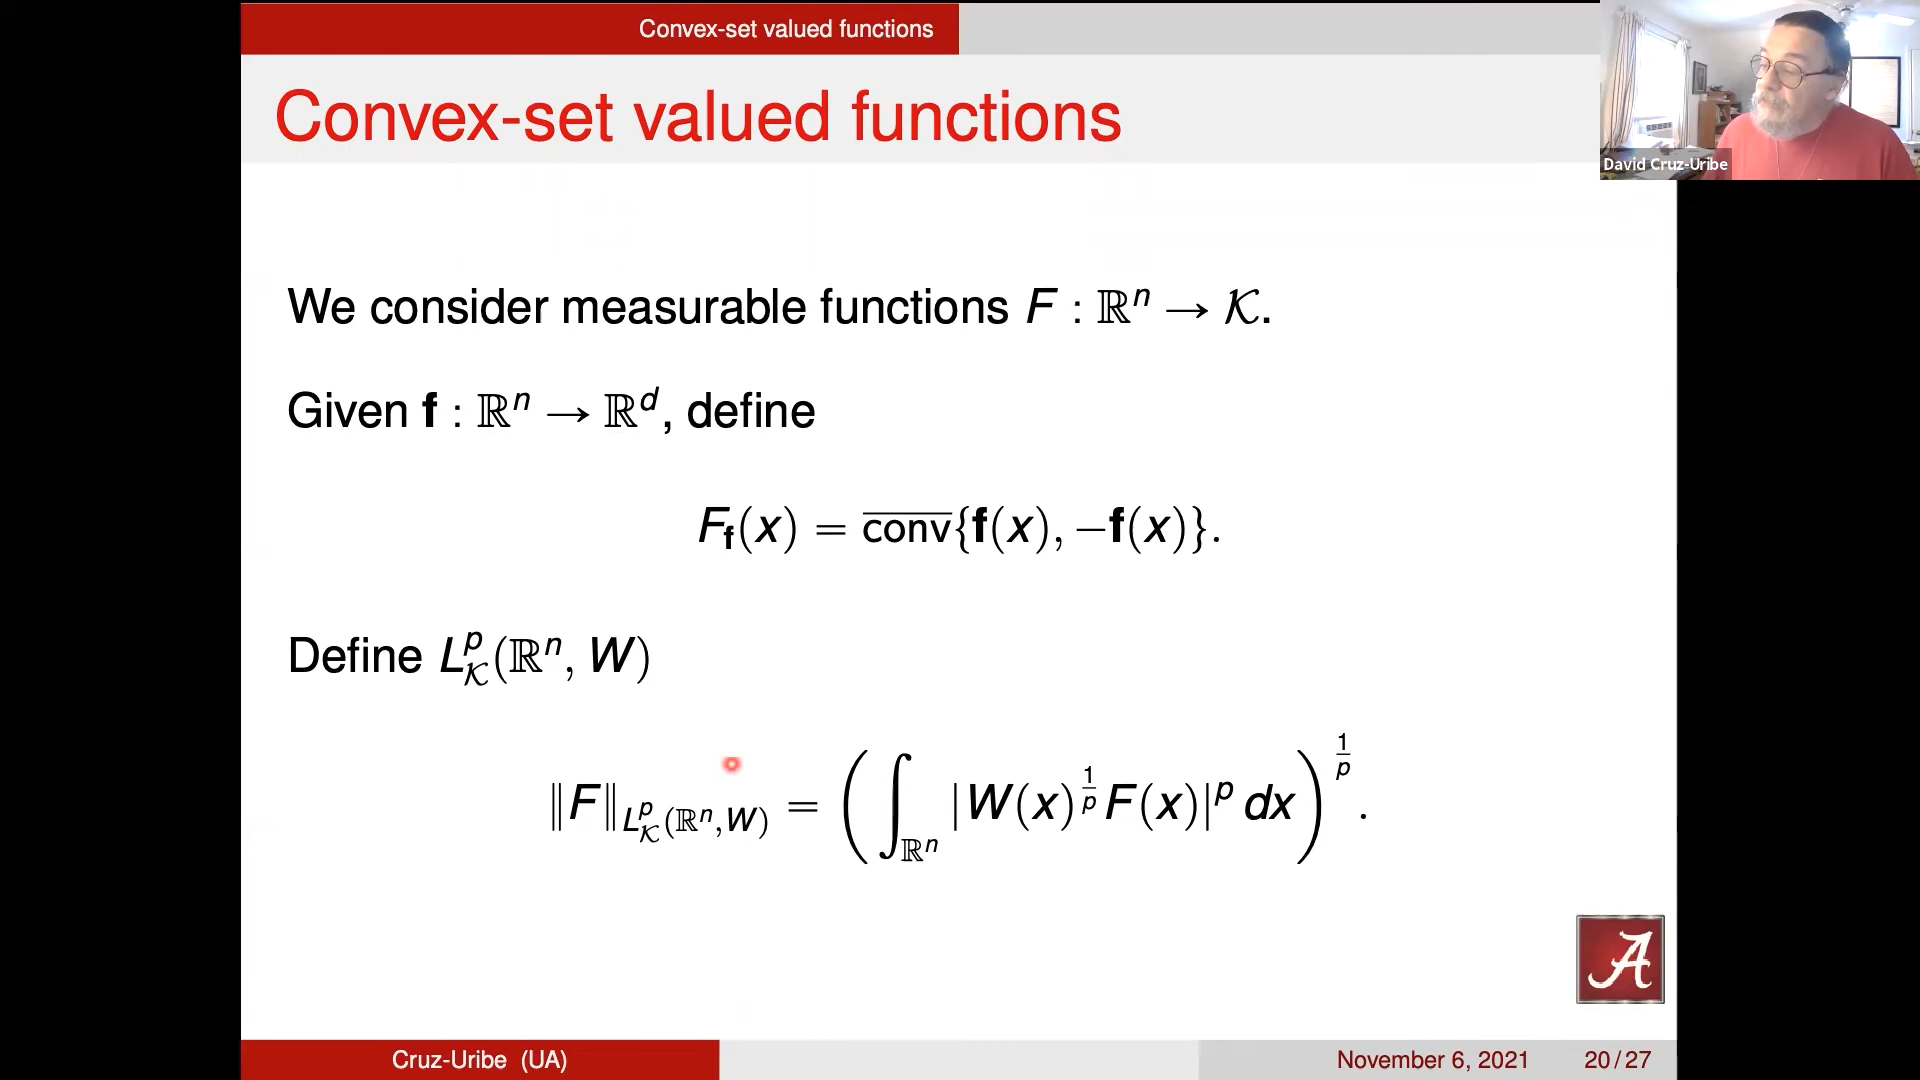 Convex-set valued functions
Convex-set valued functions
David Cruz-Uribe
We consider measurable functions F : ℝⁿ → 𝒦.
Given 𝐟 : ℝⁿ → ℝᵈ, define
F_𝐟(x) = \overline{conv}{𝐟(x), −𝐟(x)}.
Define L^p_𝒦(ℝⁿ, W)
‖F‖_{L^p_𝒦(ℝⁿ,W)} = ( ∫_{ℝⁿ} |W(x)^{1/p} F(x)|^p dx )^{1/p}.
A
Cruz-Uribe (UA)
November 6, 2021 20 / 27